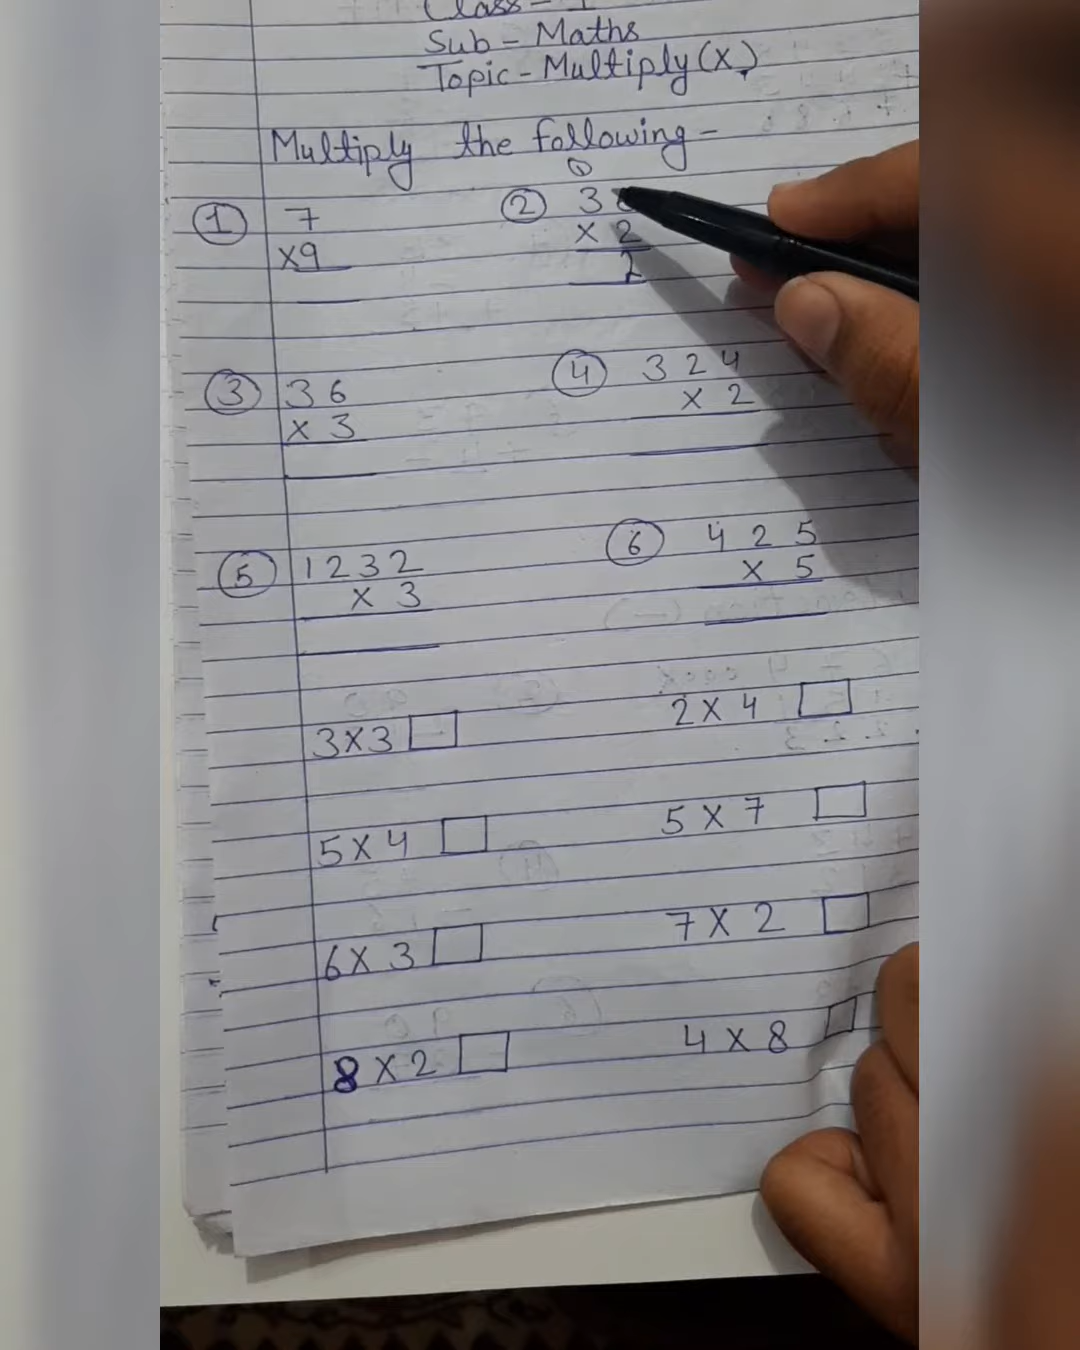 Sub - Maths
Topic - Multiply (x)
Multiply the following -
① 7
x9
② 3
x 2
2
③ 36
x 3
④ 324
x 2
⑤ 1232
x 3
⑥ 425
x 5
3x3
2x4
5x4
5x7
6x3
7x2
8x2
4x8